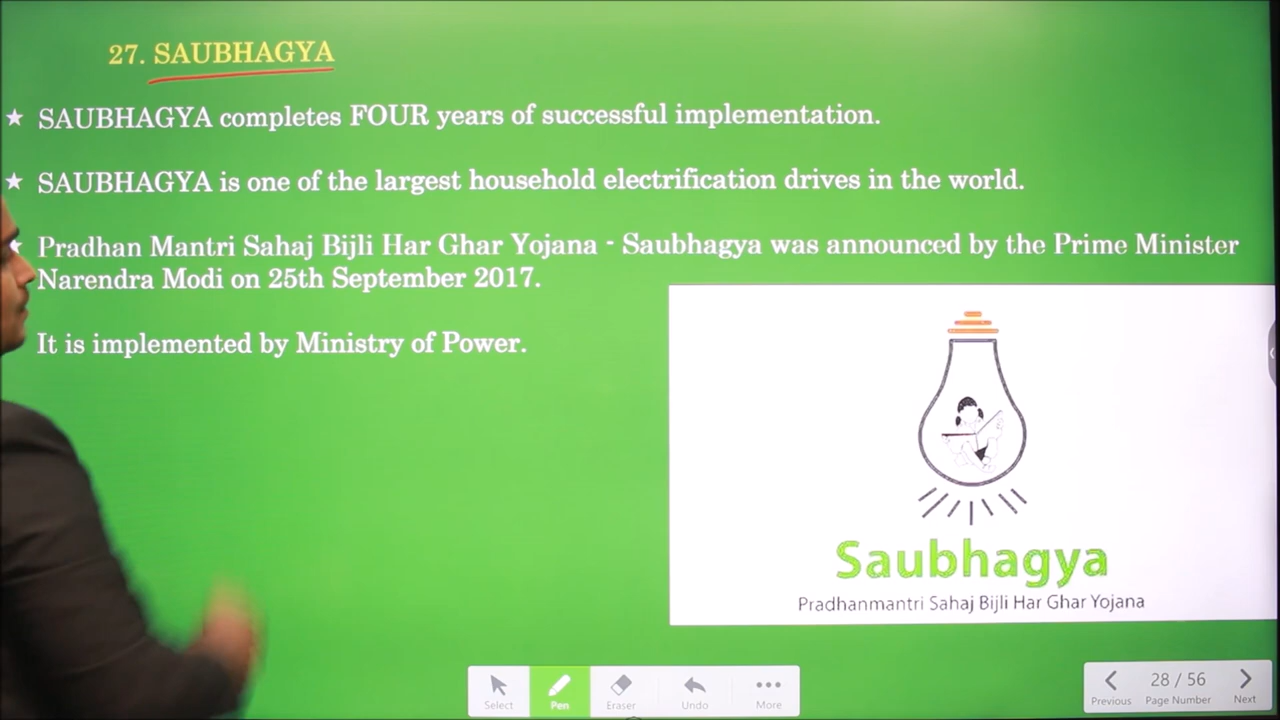 27. SAUBHAGYA
★ SAUBHAGYA completes FOUR years of successful implementation.
★ SAUBHAGYA is one of the largest household electrification drives in the world.
★ Pradhan Mantri Sahaj Bijli Har Ghar Yojana - Saubhagya was announced by the Prime Minister
Narendra Modi on 25th September 2017.
It is implemented by Ministry of Power.
Saubhagya
Pradhanmantri Sahaj Bijli Har Ghar Yojana
Select Pen Eraser Undo More
28 / 56
Previous Page Number Next